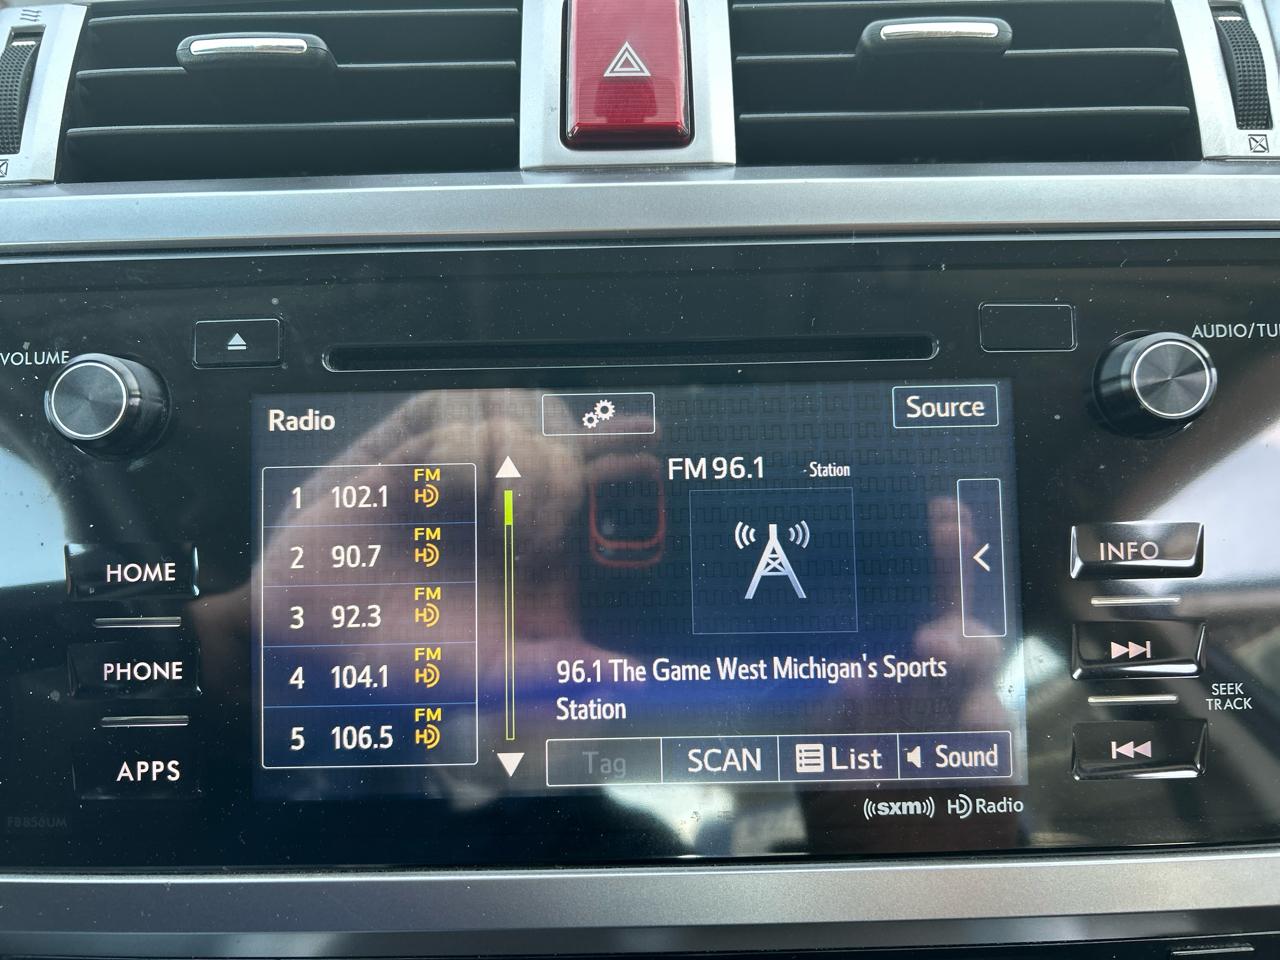 VOLUME
AUDIO/TU
Radio
Source
FM 96.1 - Station
1 102.1 FM HD
2 90.7 FM HD
3 92.3 FM HD
4 104.1 FM HD
5 106.5 FM HD
96.1 The Game West Michigan's Sports
Station
Tag SCAN List Sound
HOME
PHONE
APPS
INFO
SEEK
TRACK
((sxm)) HD Radio
FB856UM